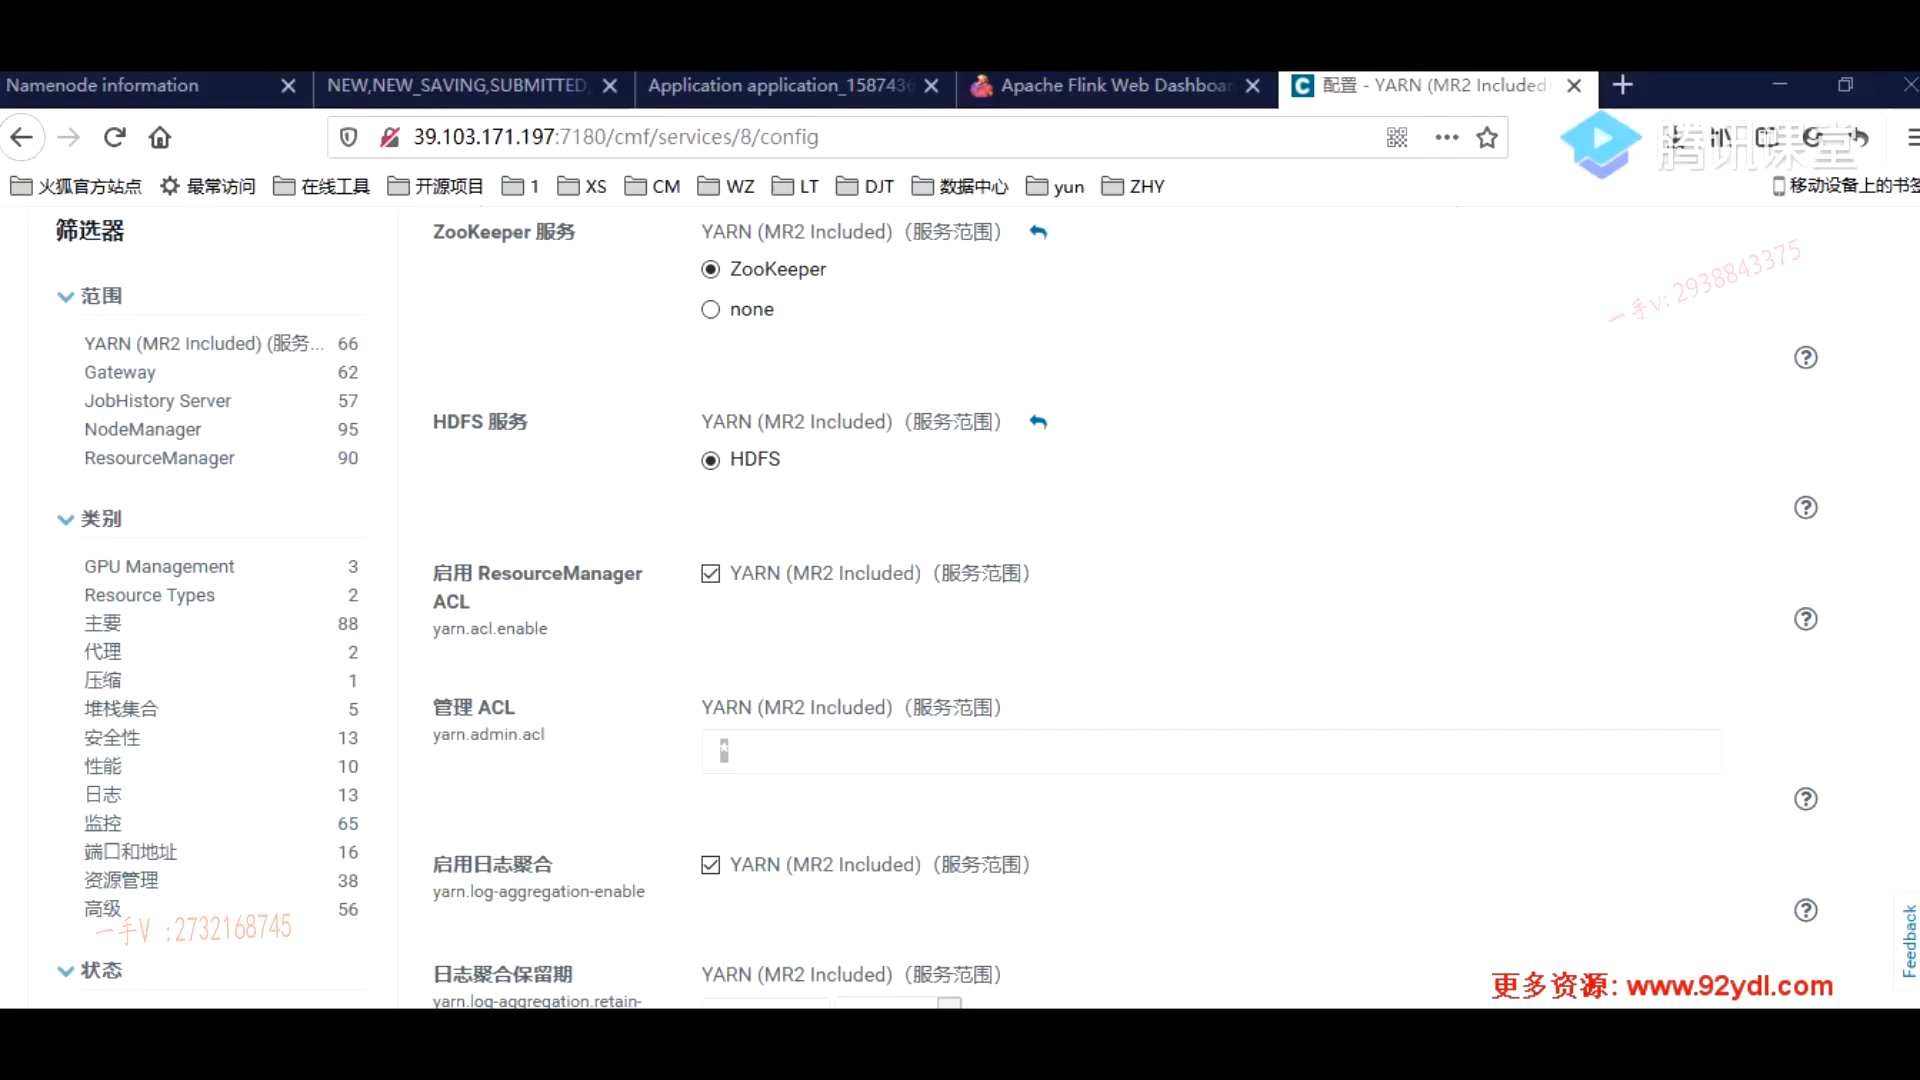 Namenode information
NEW,NEW_SAVING,SUBMITTED,
Application application_1587436
Apache Flink Web Dashboar
配置 - YARN (MR2 Included)
39.103.171.197:7180/cmf/services/8/config
腾讯课堂
火狐官方站点 最常访问 在线工具 开源项目 1 XS CM WZ LT DJT 数据中心 yun ZHY
移动设备上的书签
筛选器
范围
YARN (MR2 Included) (服务... 66
Gateway 62
JobHistory Server 57
NodeManager 95
ResourceManager 90
类别
GPU Management 3
Resource Types 2
主要 88
代理 2
压缩 1
堆栈集合 5
安全性 13
性能 10
日志 13
监控 65
端口和地址 16
资源管理 38
高级 56
一手V :2732168745
状态
ZooKeeper 服务
YARN (MR2 Included)（服务范围）
ZooKeeper
none
一手v: 2938843375
HDFS 服务
YARN (MR2 Included)（服务范围）
HDFS
启用 ResourceManager
ACL
yarn.acl.enable
YARN (MR2 Included)（服务范围）
管理 ACL
yarn.admin.acl
YARN (MR2 Included)（服务范围）
*
启用日志聚合
yarn.log-aggregation-enable
YARN (MR2 Included)（服务范围）
日志聚合保留期
yarn.log-aggregation.retain-
YARN (MR2 Included)（服务范围）
Feedback
更多资源: www.92ydl.com